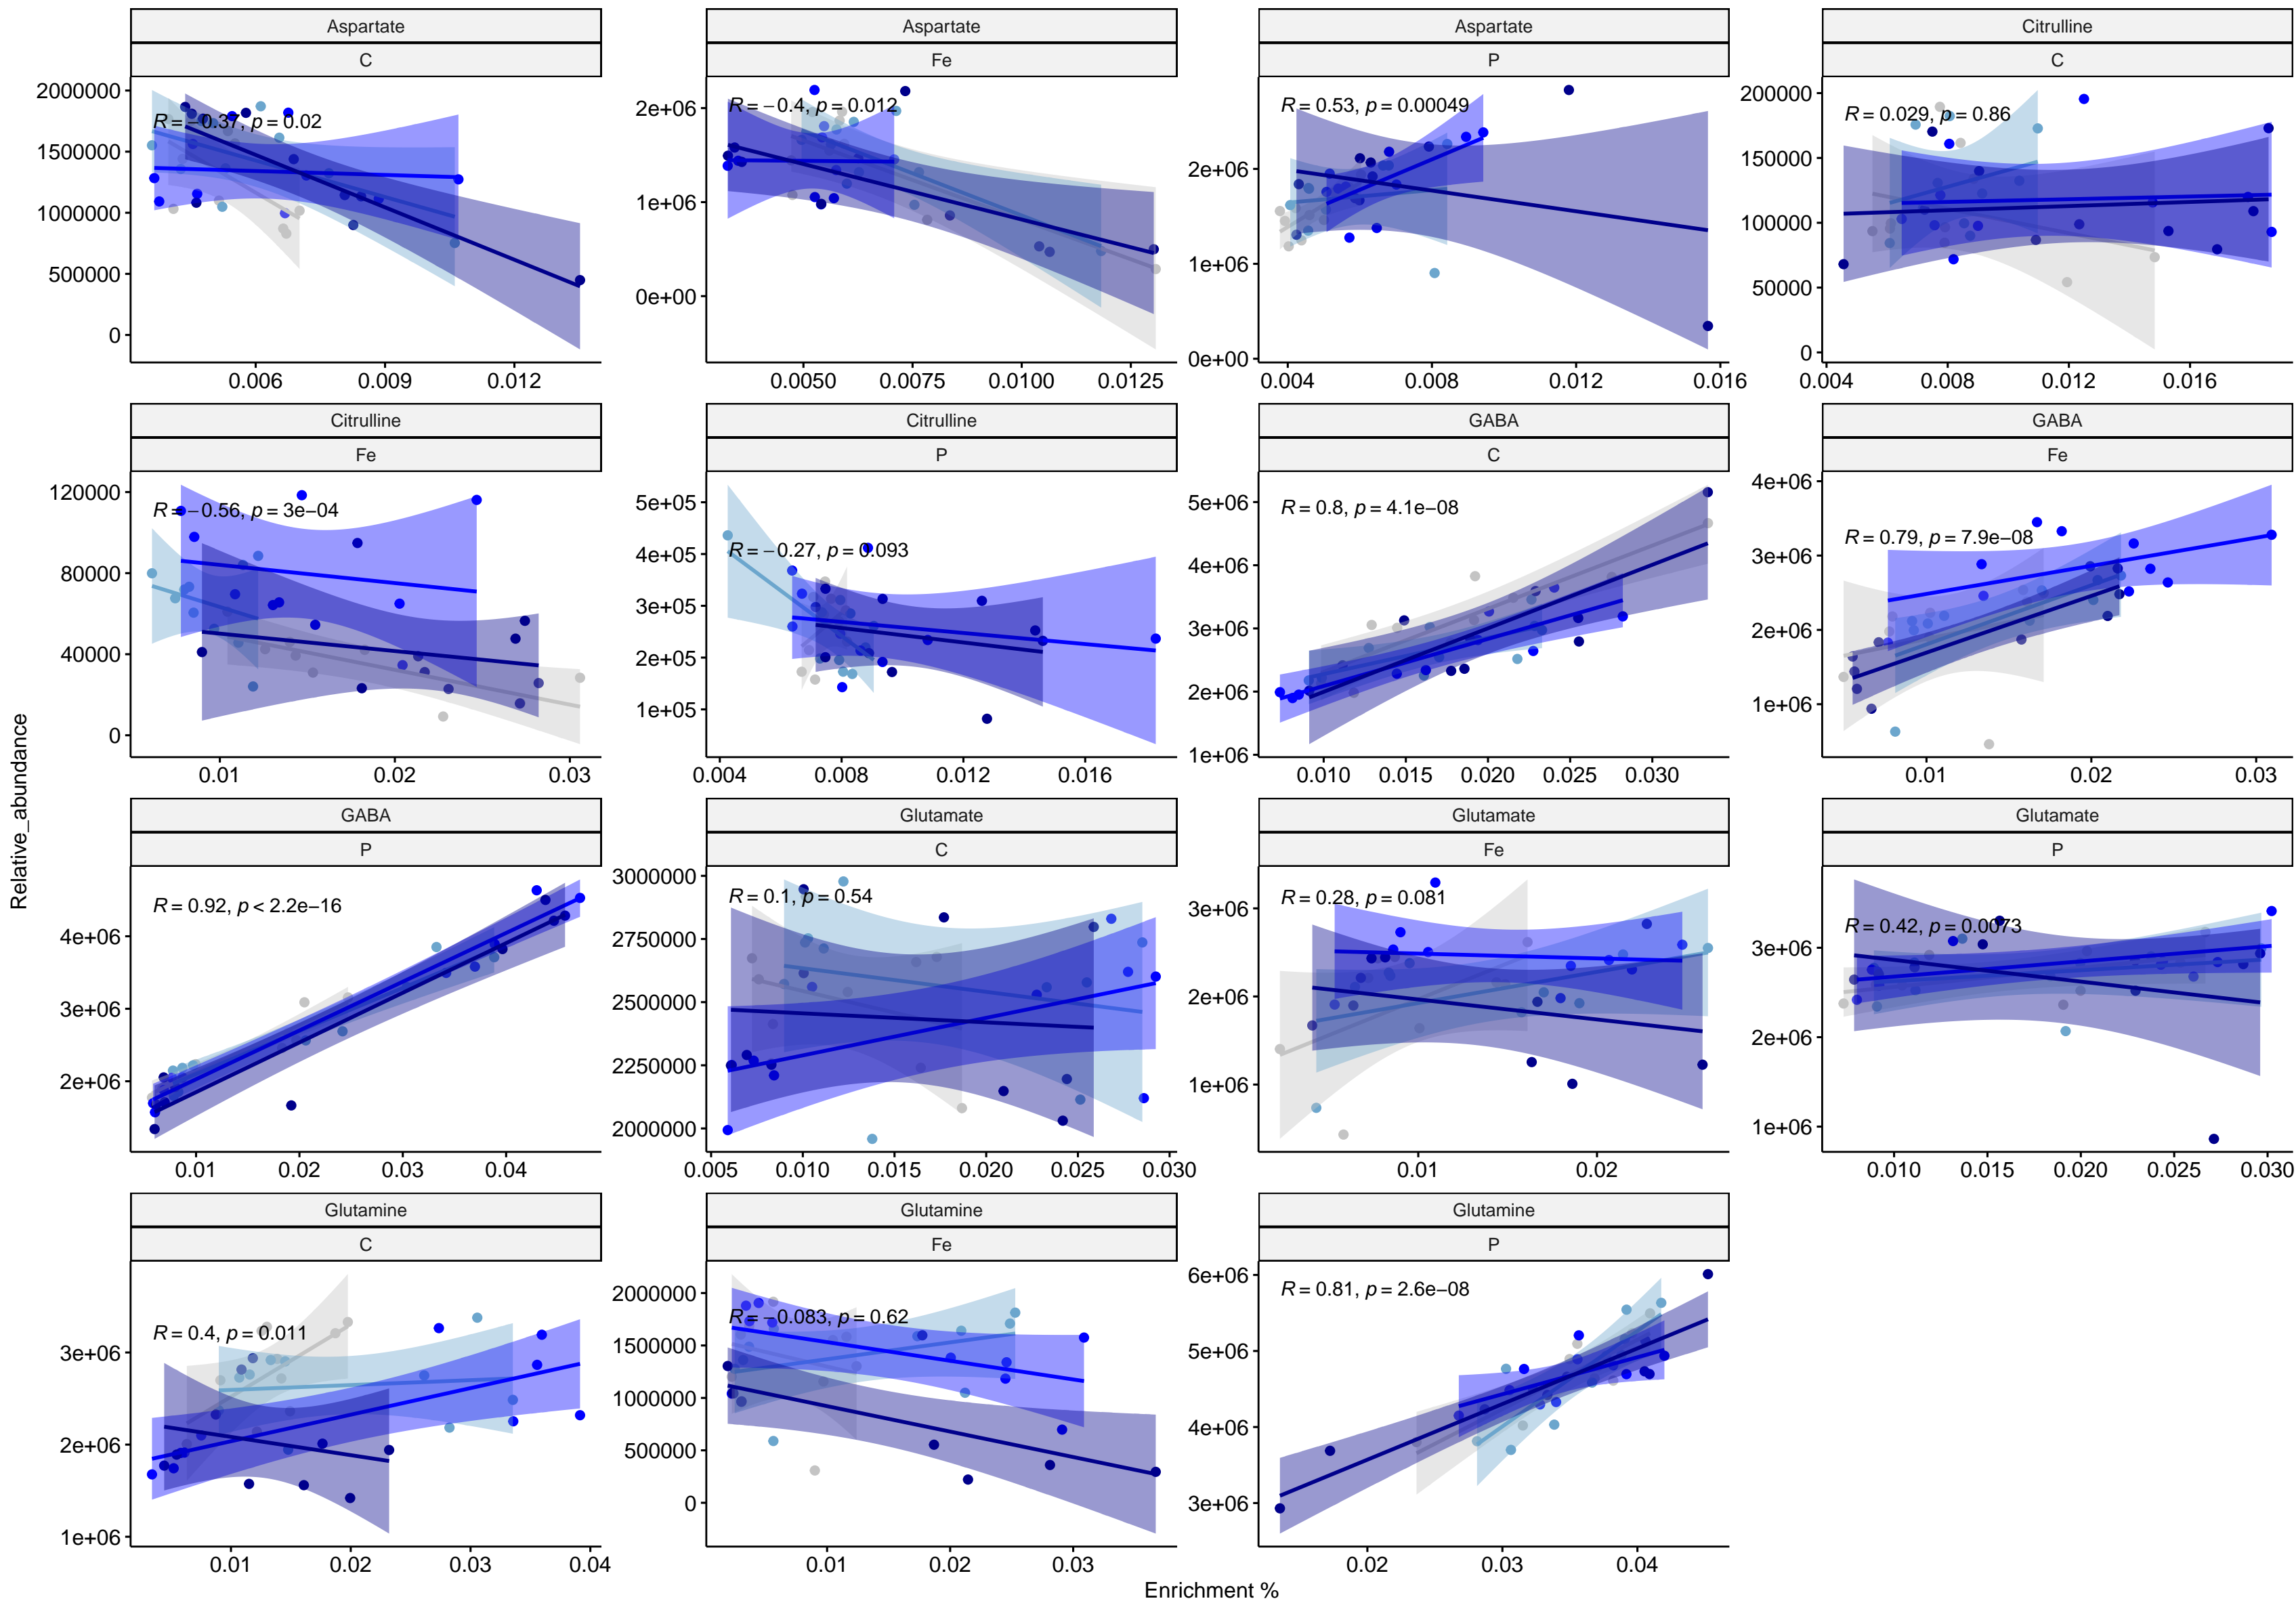 Aspartate
Aspartate
Aspartate
Citrulline
C
Fe
P
C
R = −0.37, p = 0.02
R = −0.4, p = 0.012
R = 0.53, p = 0.00049
R = 0.029, p = 0.86
2000000
1500000
1000000
500000
0
2e+06
1e+06
0e+00
2e+06
1e+06
0e+00
200000
150000
100000
50000
0
0.006 0.009 0.012
0.0050 0.0075 0.0100 0.0125
0.004 0.008 0.012 0.016
0.004 0.008 0.012 0.016
Citrulline
Citrulline
GABA
GABA
Fe
P
C
Fe
R = −0.56, p = 3e−04
R = −0.27, p = 0.093
R = 0.8, p = 4.1e−08
R = 0.79, p = 7.9e−08
120000
80000
40000
0
5e+05
4e+05
3e+05
2e+05
1e+05
5e+06
4e+06
3e+06
2e+06
1e+06
4e+06
3e+06
2e+06
1e+06
0.01 0.02 0.03
0.004 0.008 0.012 0.016
0.010 0.015 0.020 0.025 0.030
0.01 0.02 0.03
Relative_abundance
GABA
Glutamate
Glutamate
Glutamate
P
C
Fe
P
R = 0.92, p < 2.2e−16
R = 0.1, p = 0.54
R = 0.28, p = 0.081
R = 0.42, p = 0.0073
4e+06
3e+06
2e+06
3000000
2750000
2500000
2250000
2000000
3e+06
2e+06
1e+06
3e+06
2e+06
1e+06
0.01 0.02 0.03 0.04
0.005 0.010 0.015 0.020 0.025 0.030
0.01 0.02
0.010 0.015 0.020 0.025 0.030
Glutamine
Glutamine
Glutamine
C
Fe
P
R = 0.4, p = 0.011
R = −0.083, p = 0.62
R = 0.81, p = 2.6e−08
3e+06
2e+06
1e+06
2000000
1500000
1000000
500000
0
6e+06
5e+06
4e+06
3e+06
0.01 0.02 0.03 0.04
0.01 0.02 0.03
0.02 0.03 0.04
Enrichment %